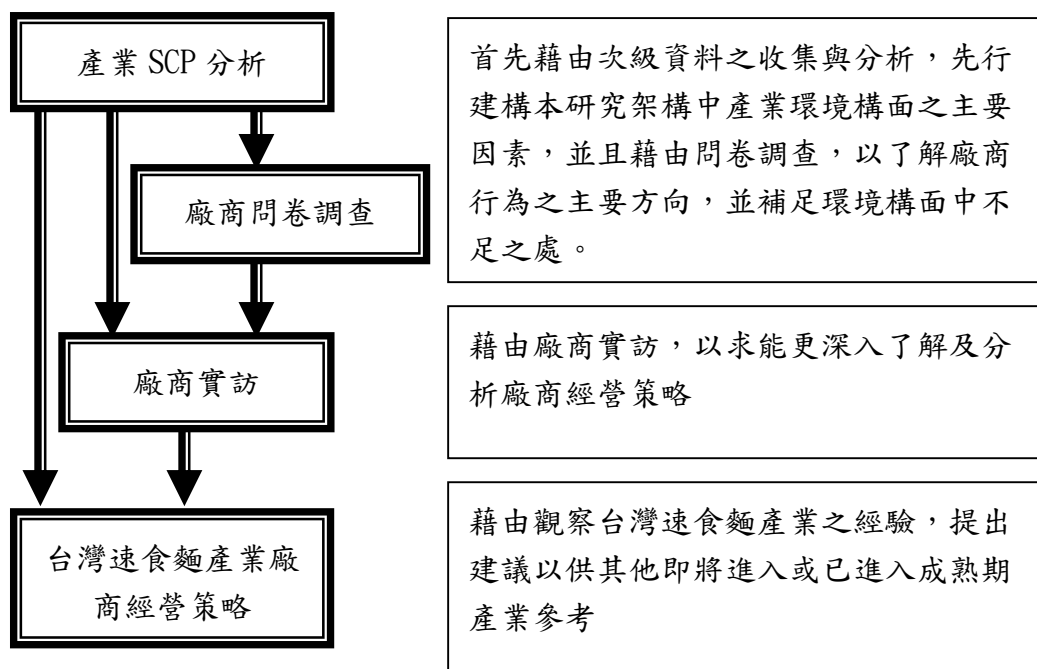 產業 SCP 分析
首先藉由次級資料之收集與分析，先行
建構本研究架構中產業環境構面之主要
因素，並且藉由問卷調查，以了解廠商
行為之主要方向，並補足環境構面中不
足之處。
廠商問卷調查
廠商實訪
藉由廠商實訪，以求能更深入了解及分
析廠商經營策略
台灣速食麵產業廠
商經營策略
藉由觀察台灣速食麵產業之經驗，提出
建議以供其他即將進入或已進入成熟期
產業參考